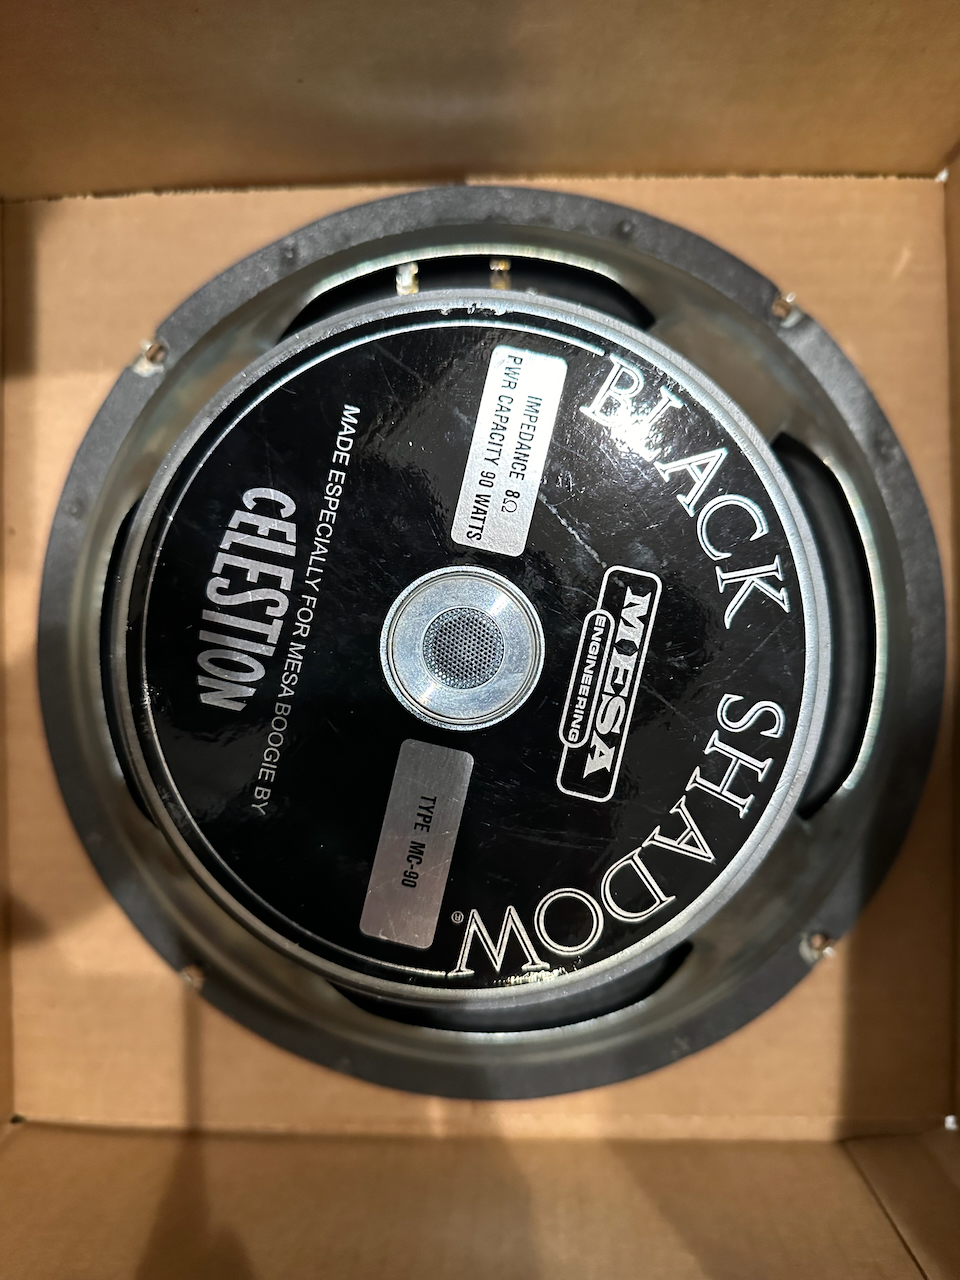 BLACK SHADOW®
MESA
ENGINEERING
IMPEDANCE 8Ω
PWR CAPACITY 90 WATTS
TYPE MC-90
MADE ESPECIALLY FOR MESA BOOGIE BY
CELESTION